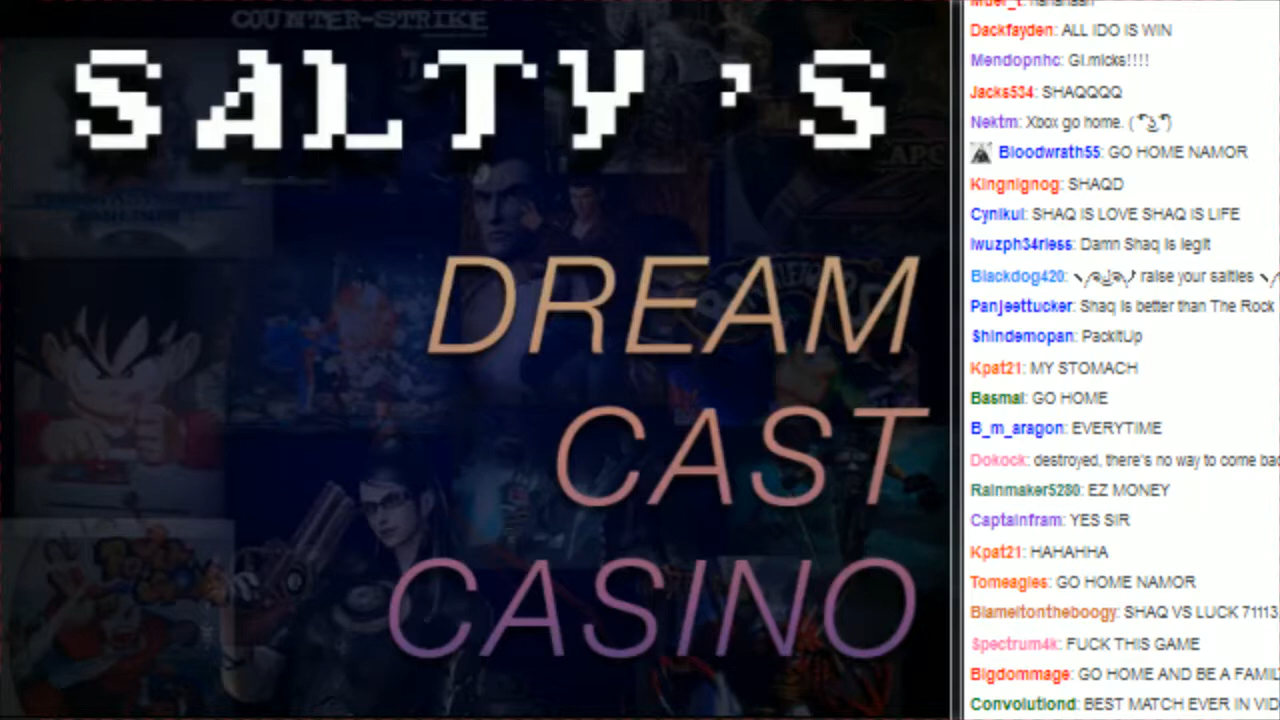 COUNTER-STRIKE
SALTY'S
DREAM
CAST
CASINO
Dackfayden: ALL IDO IS WIN
Mendopnhc: GI.micks!!!!
Jacks534: SHAQQQQ
Nektm: Xbox go home.
Bloodwrath55: GO HOME NAMOR
Kingnignog: SHAQD
Cynikul: SHAQ IS LOVE SHAQ IS LIFE
Iwuzph34rless: Damn Shaq is legit
Blackdog420: raise your salties
Panjeettucker: Shaq is better than The Rock
Shindemopan: PackItUp
Kpat21: MY STOMACH
Basmal: GO HOME
B_m_aragon: EVERYTIME
Dokock: destroyed, there's no way to come bac
Rainmaker5280: EZ MONEY
Captainfram: YES SIR
Kpat21: HAHAHHA
Tomeagles: GO HOME NAMOR
Blameitontheboogy: SHAQ VS LUCK 71113
Spectrum4k: FUCK THIS GAME
Bigdommage: GO HOME AND BE A FAMIL
Convolutiond: BEST MATCH EVER IN VID